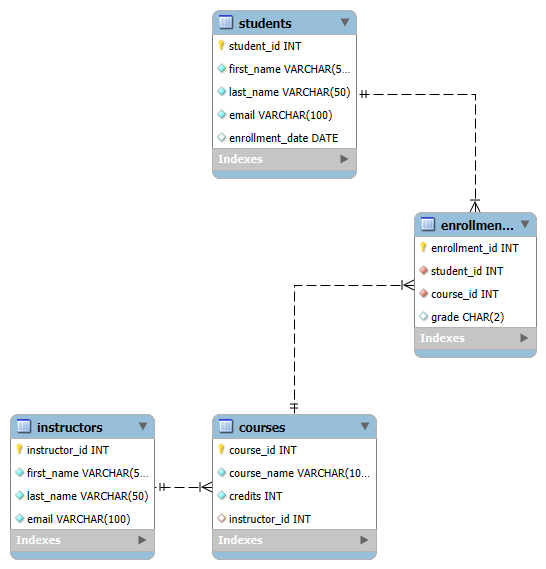 students
student_id INT
first_name VARCHAR(5...
last_name VARCHAR(50)
email VARCHAR(100)
enrollment_date DATE
Indexes
enrollmen...
enrollment_id INT
student_id INT
course_id INT
grade CHAR(2)
Indexes
instructors
instructor_id INT
first_name VARCHAR(5...
last_name VARCHAR(50)
email VARCHAR(100)
Indexes
courses
course_id INT
course_name VARCHAR(10...
credits INT
instructor_id INT
Indexes